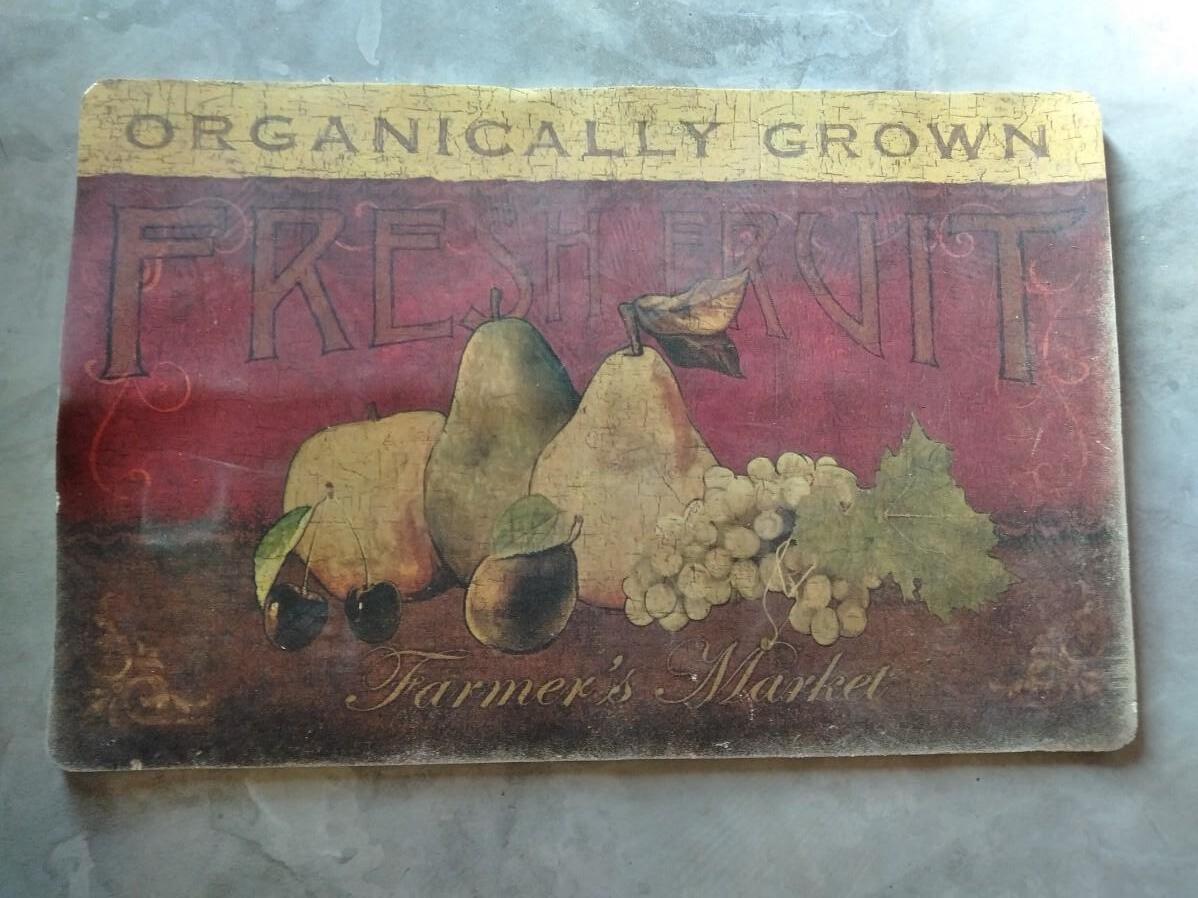 ORGANICALLY GROWN
FRESH FRUIT
Farmer's Market